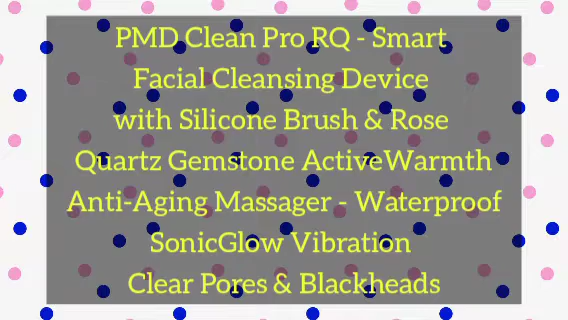 PMD Clean Pro RQ - Smart
Facial Cleansing Device
with Silicone Brush & Rose
Quartz Gemstone ActiveWarmth
Anti-Aging Massager - Waterproof
SonicGlow Vibration
Clear Pores & Blackheads